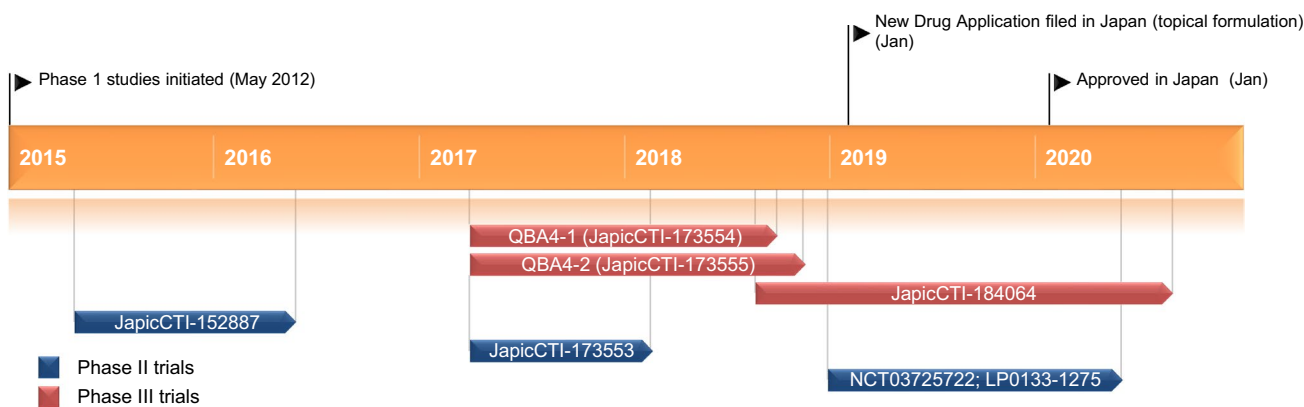 New Drug Application filed in Japan (topical formulation)
(Jan)
Phase 1 studies initiated (May 2012)
Approved in Japan (Jan)
2015
2016
2017
2018
2019
2020
QBA4-1 (JapicCTI-173554)
QBA4-2 (JapicCTI-173555)
JapicCTI-184064
JapicCTI-152887
JapicCTI-173553
NCT03725722; LP0133-1275
Phase II trials
Phase III trials